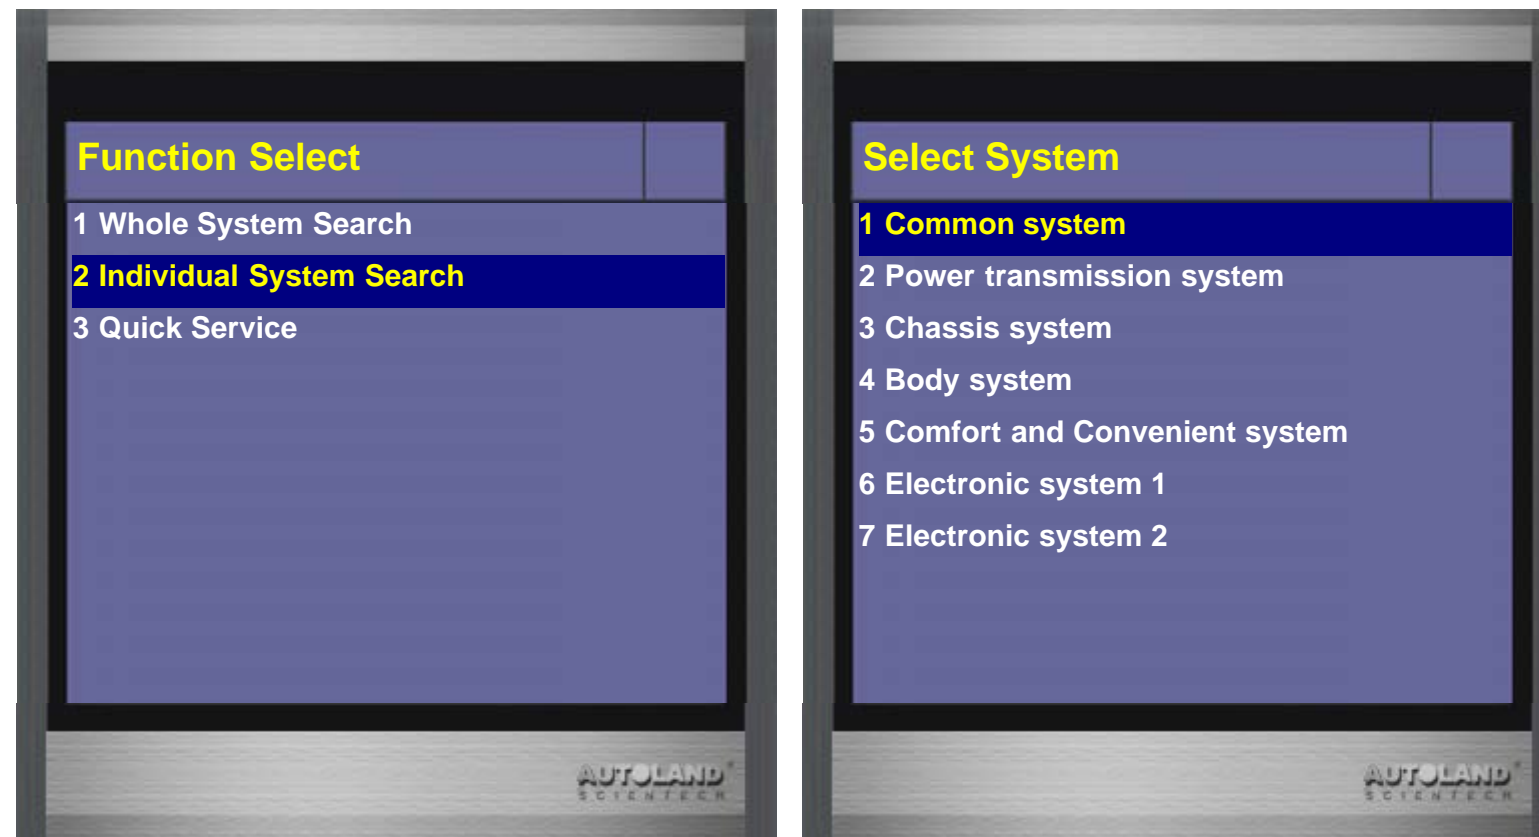 Function Select
1 Whole System Search
2 Individual System Search
3 Quick Service
AUTOLAND
SCIENTECH
Select System
1 Common system
2 Power transmission system
3 Chassis system
4 Body system
5 Comfort and Convenient system
6 Electronic system 1
7 Electronic system 2
AUTOLAND
SCIENTECH